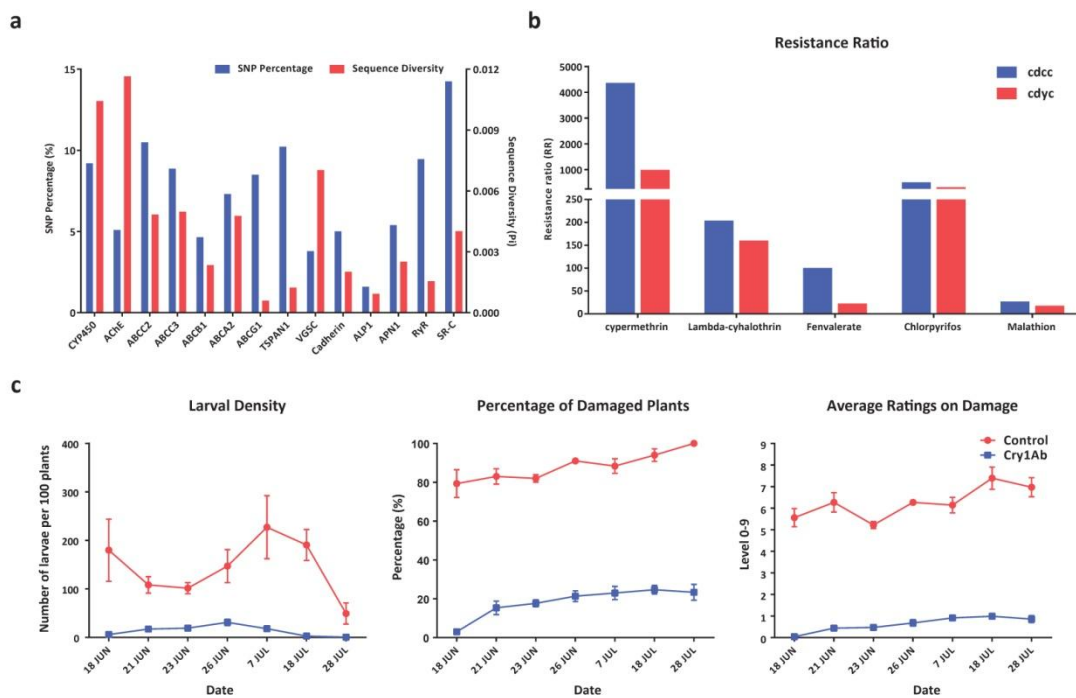 a
SNP Percentage
Sequence Diversity
15
10
5
0
SNP Percentage (%)
0.012
0.009
0.006
0.003
0.000
Sequence Diversity (Pi)
CYP450
AChE
ABCC2
ABCC3
ABCB1
ABCA2
ABCG1
TSPAN1
VGSC
Cadherin
ALP1
APN1
RyR
SR-C
b
Resistance Ratio
cdcc
cdyc
5000
4000
3000
2000
1000
250
200
150
100
50
0
Resistance ratio (RR)
cypermethrin
Lambda-cyhalothrin
Fenvalerate
Chlorpyrifos
Malathion
c
Larval Density
400
300
200
100
0
Number of larvae per 100 plants
18 JUN
21 JUN
23 JUN
26 JUN
7 JUL
18 JUL
28 JUL
Date
Percentage of Damaged Plants
100
80
60
40
20
0
Percentage (%)
18 JUN
21 JUN
23 JUN
26 JUN
7 JUL
18 JUL
28 JUL
Date
Average Ratings on Damage
Control
Cry1Ab
9
8
7
6
5
4
3
2
1
0
Level 0-9
18 JUN
21 JUN
23 JUN
26 JUN
7 JUL
18 JUL
28 JUL
Date